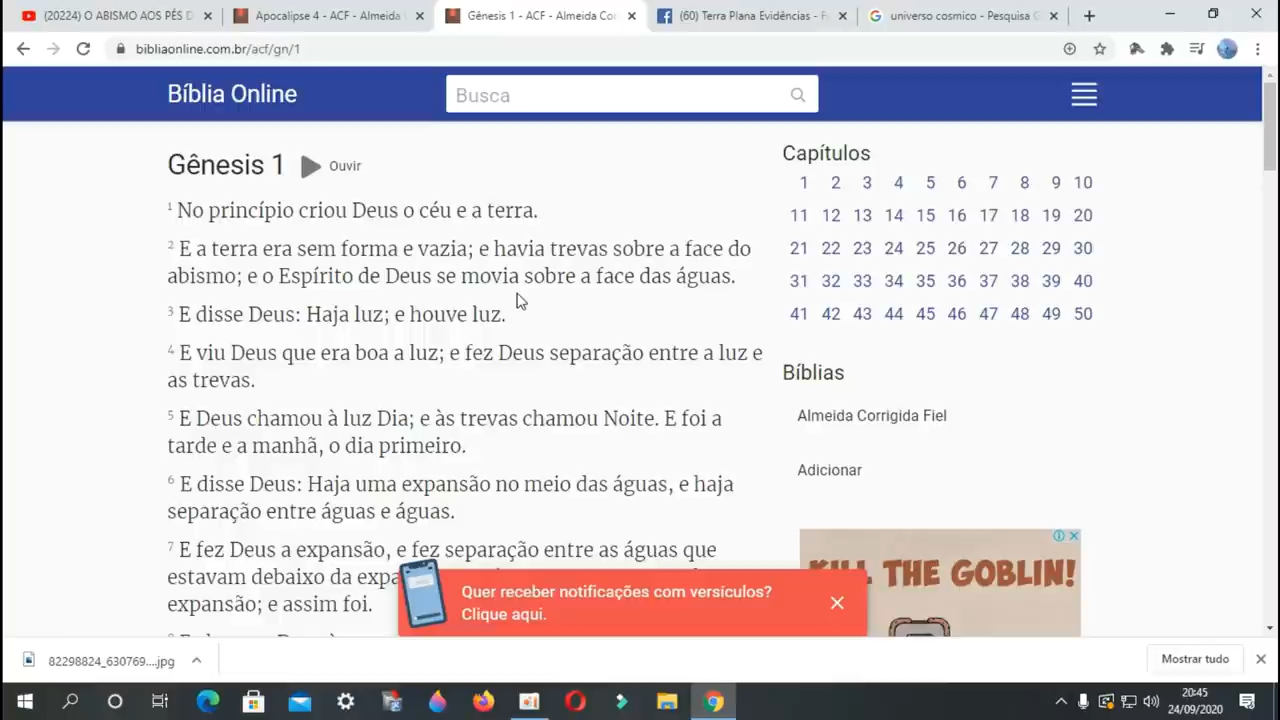 (20224) O ABISMO AOS PÉS D
Apocalipse 4 - ACF - Almeida
Gênesis 1 - ACF - Almeida Co
(60) Terra Plana Evidências - F
universo cosmico - Pesquisa G
bibliaonline.com.br/acf/gn/1
Bíblia Online
Busca
Gênesis 1
Ouvir
1 No princípio criou Deus o céu e a terra.
2 E a terra era sem forma e vazia; e havia trevas sobre a face do
abismo; e o Espírito de Deus se movia sobre a face das águas.
3 E disse Deus: Haja luz; e houve luz.
4 E viu Deus que era boa a luz; e fez Deus separação entre a luz e
as trevas.
5 E Deus chamou à luz Dia; e às trevas chamou Noite. E foi a
tarde e a manhã, o dia primeiro.
6 E disse Deus: Haja uma expansão no meio das águas, e haja
separação entre águas e águas.
7 E fez Deus a expansão, e fez separação entre as águas que
estavam debaixo da expa
expansão; e assim foi.
Capítulos
1 2 3 4 5 6 7 8 9 10
11 12 13 14 15 16 17 18 19 20
21 22 23 24 25 26 27 28 29 30
31 32 33 34 35 36 37 38 39 40
41 42 43 44 45 46 47 48 49 50
Bíblias
Almeida Corrigida Fiel
Adicionar
KILL THE GOBLIN!
Quer receber notificações com versículos?
Clique aqui.
82298824_630769....jpg
Mostrar tudo
20:45
24/09/2020